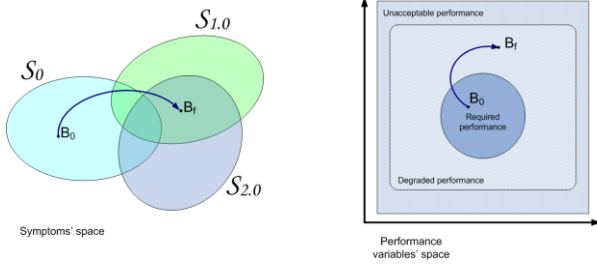 S1.0
S0
Bf
B0
S2.0
Symptoms' space
Unacceptable performance
Bf
B0
Required
performance
Degraded performance
Performance
variables' space